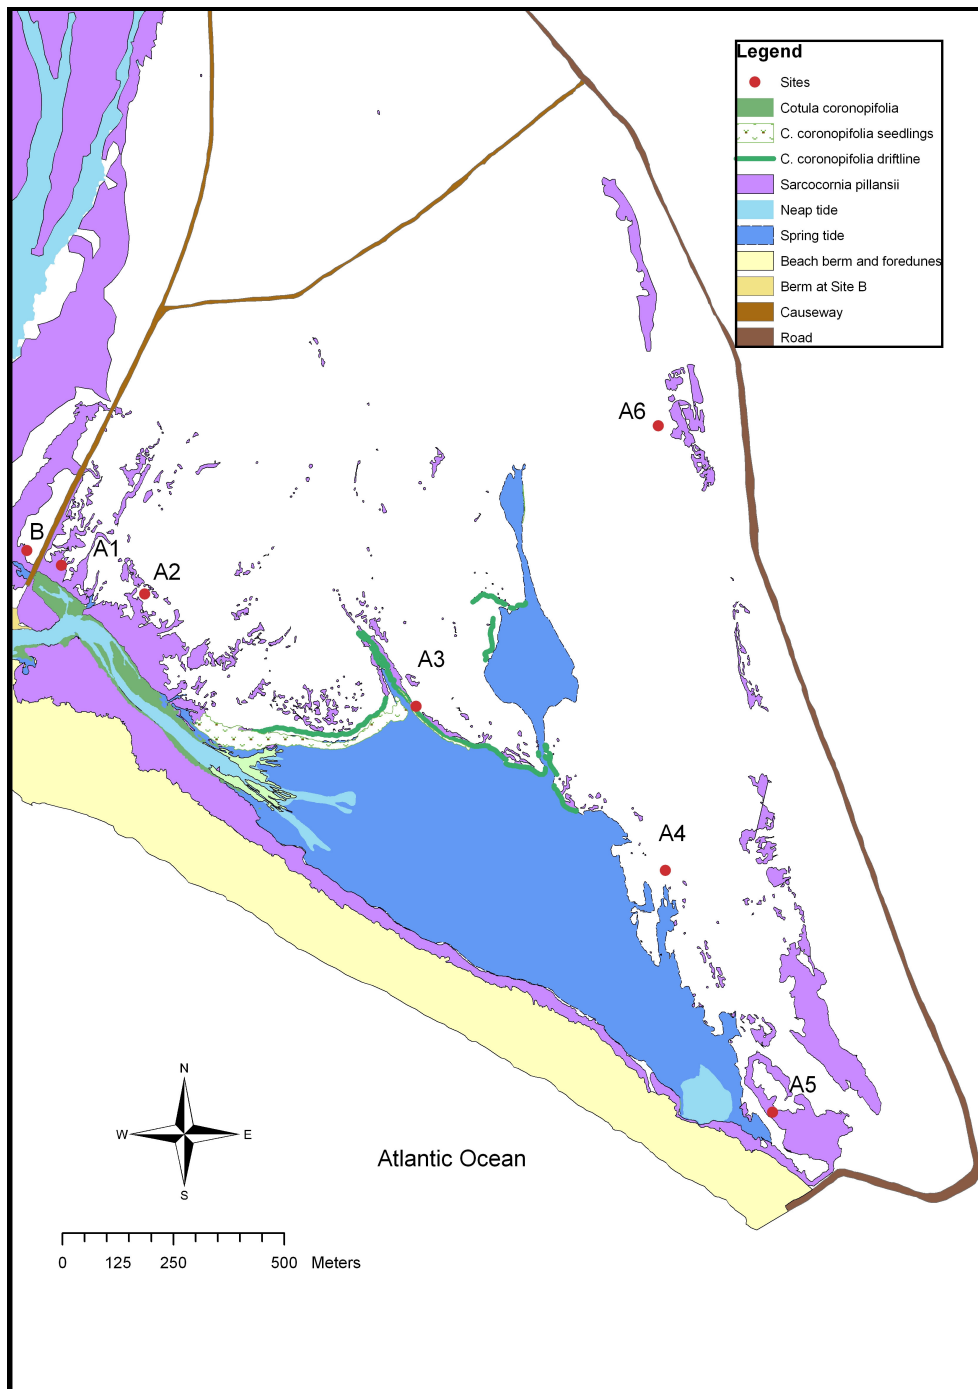 Legend
Sites
Cotula coronopifolia
C. coronopifolia seedlings
C. coronopifolia driftline
Sarcocornia pillansii
Neap tide
Spring tide
Beach berm and foredunes
Berm at Site B
Causeway
Road
A6
B
A1
A2
A3
A4
A5
N
W
E
S
Atlantic Ocean
0 125 250 500 Meters